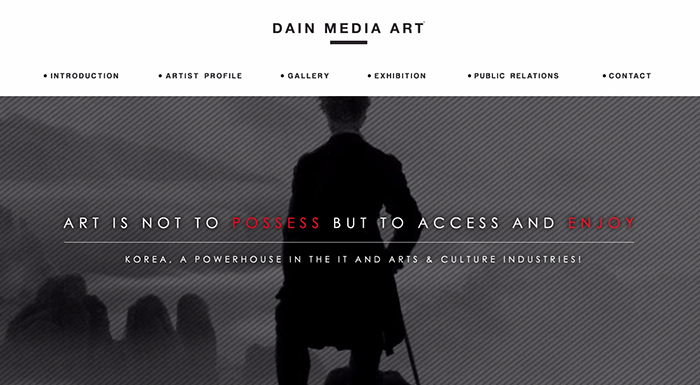 DAIN MEDIA ART
• INTRODUCTION • ARTIST PROFILE • GALLERY • EXHIBITION • PUBLIC RELATIONS • CONTACT
ART IS NOT TO POSSESS BUT TO ACCESS AND ENJOY
KOREA, A POWERHOUSE IN THE IT AND ARTS & CULTURE INDUSTRIES!